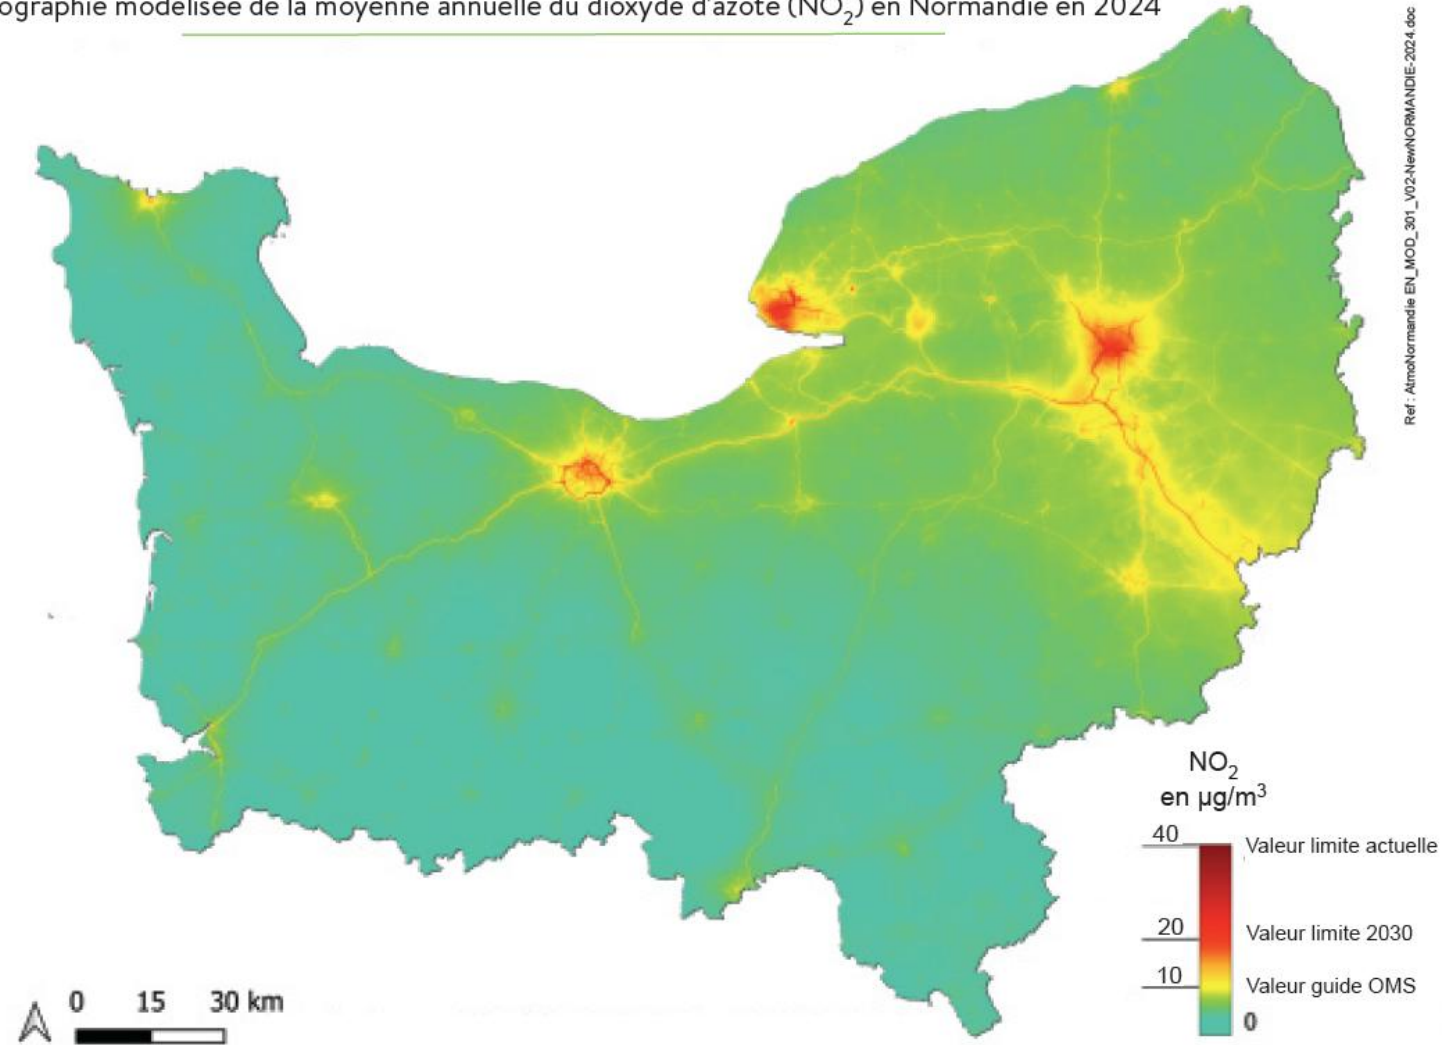 ographie modélisée de la moyenne annuelle du dioxyde d'azote (NO₂) en Normandie en 2024
Ref : AtmoNormandie EN_MOD_301_V02-NewNORMANDIE-2024.doc
NO₂
en µg/m³
40 Valeur limite actuelle
20 Valeur limite 2030
10 Valeur guide OMS
0
0 15 30 km